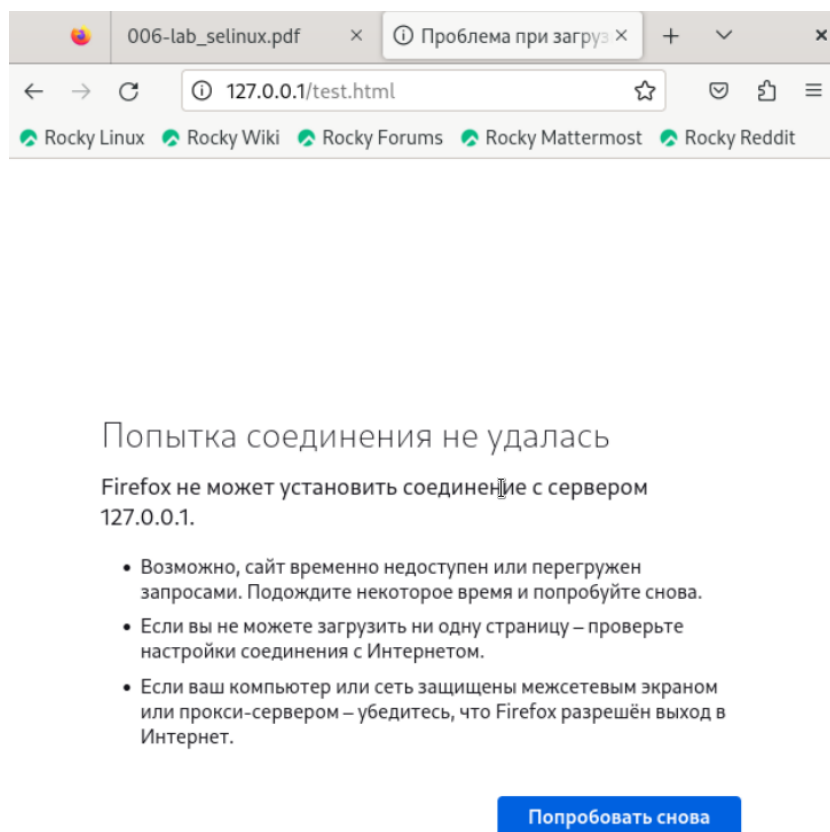 006-lab_selinux.pdf
Проблема при загруз
127.0.0.1/test.html
Rocky Linux Rocky Wiki Rocky Forums Rocky Mattermost Rocky Reddit
Попытка соединения не удалась
Firefox не может установить соединение с сервером
127.0.0.1.
• Возможно, сайт временно недоступен или перегружен
запросами. Подождите некоторое время и попробуйте снова.
• Если вы не можете загрузить ни одну страницу – проверьте
настройки соединения с Интернетом.
• Если ваш компьютер или сеть защищены межсетевым экраном
или прокси-сервером – убедитесь, что Firefox разрешён выход в
Интернет.
Попробовать снова